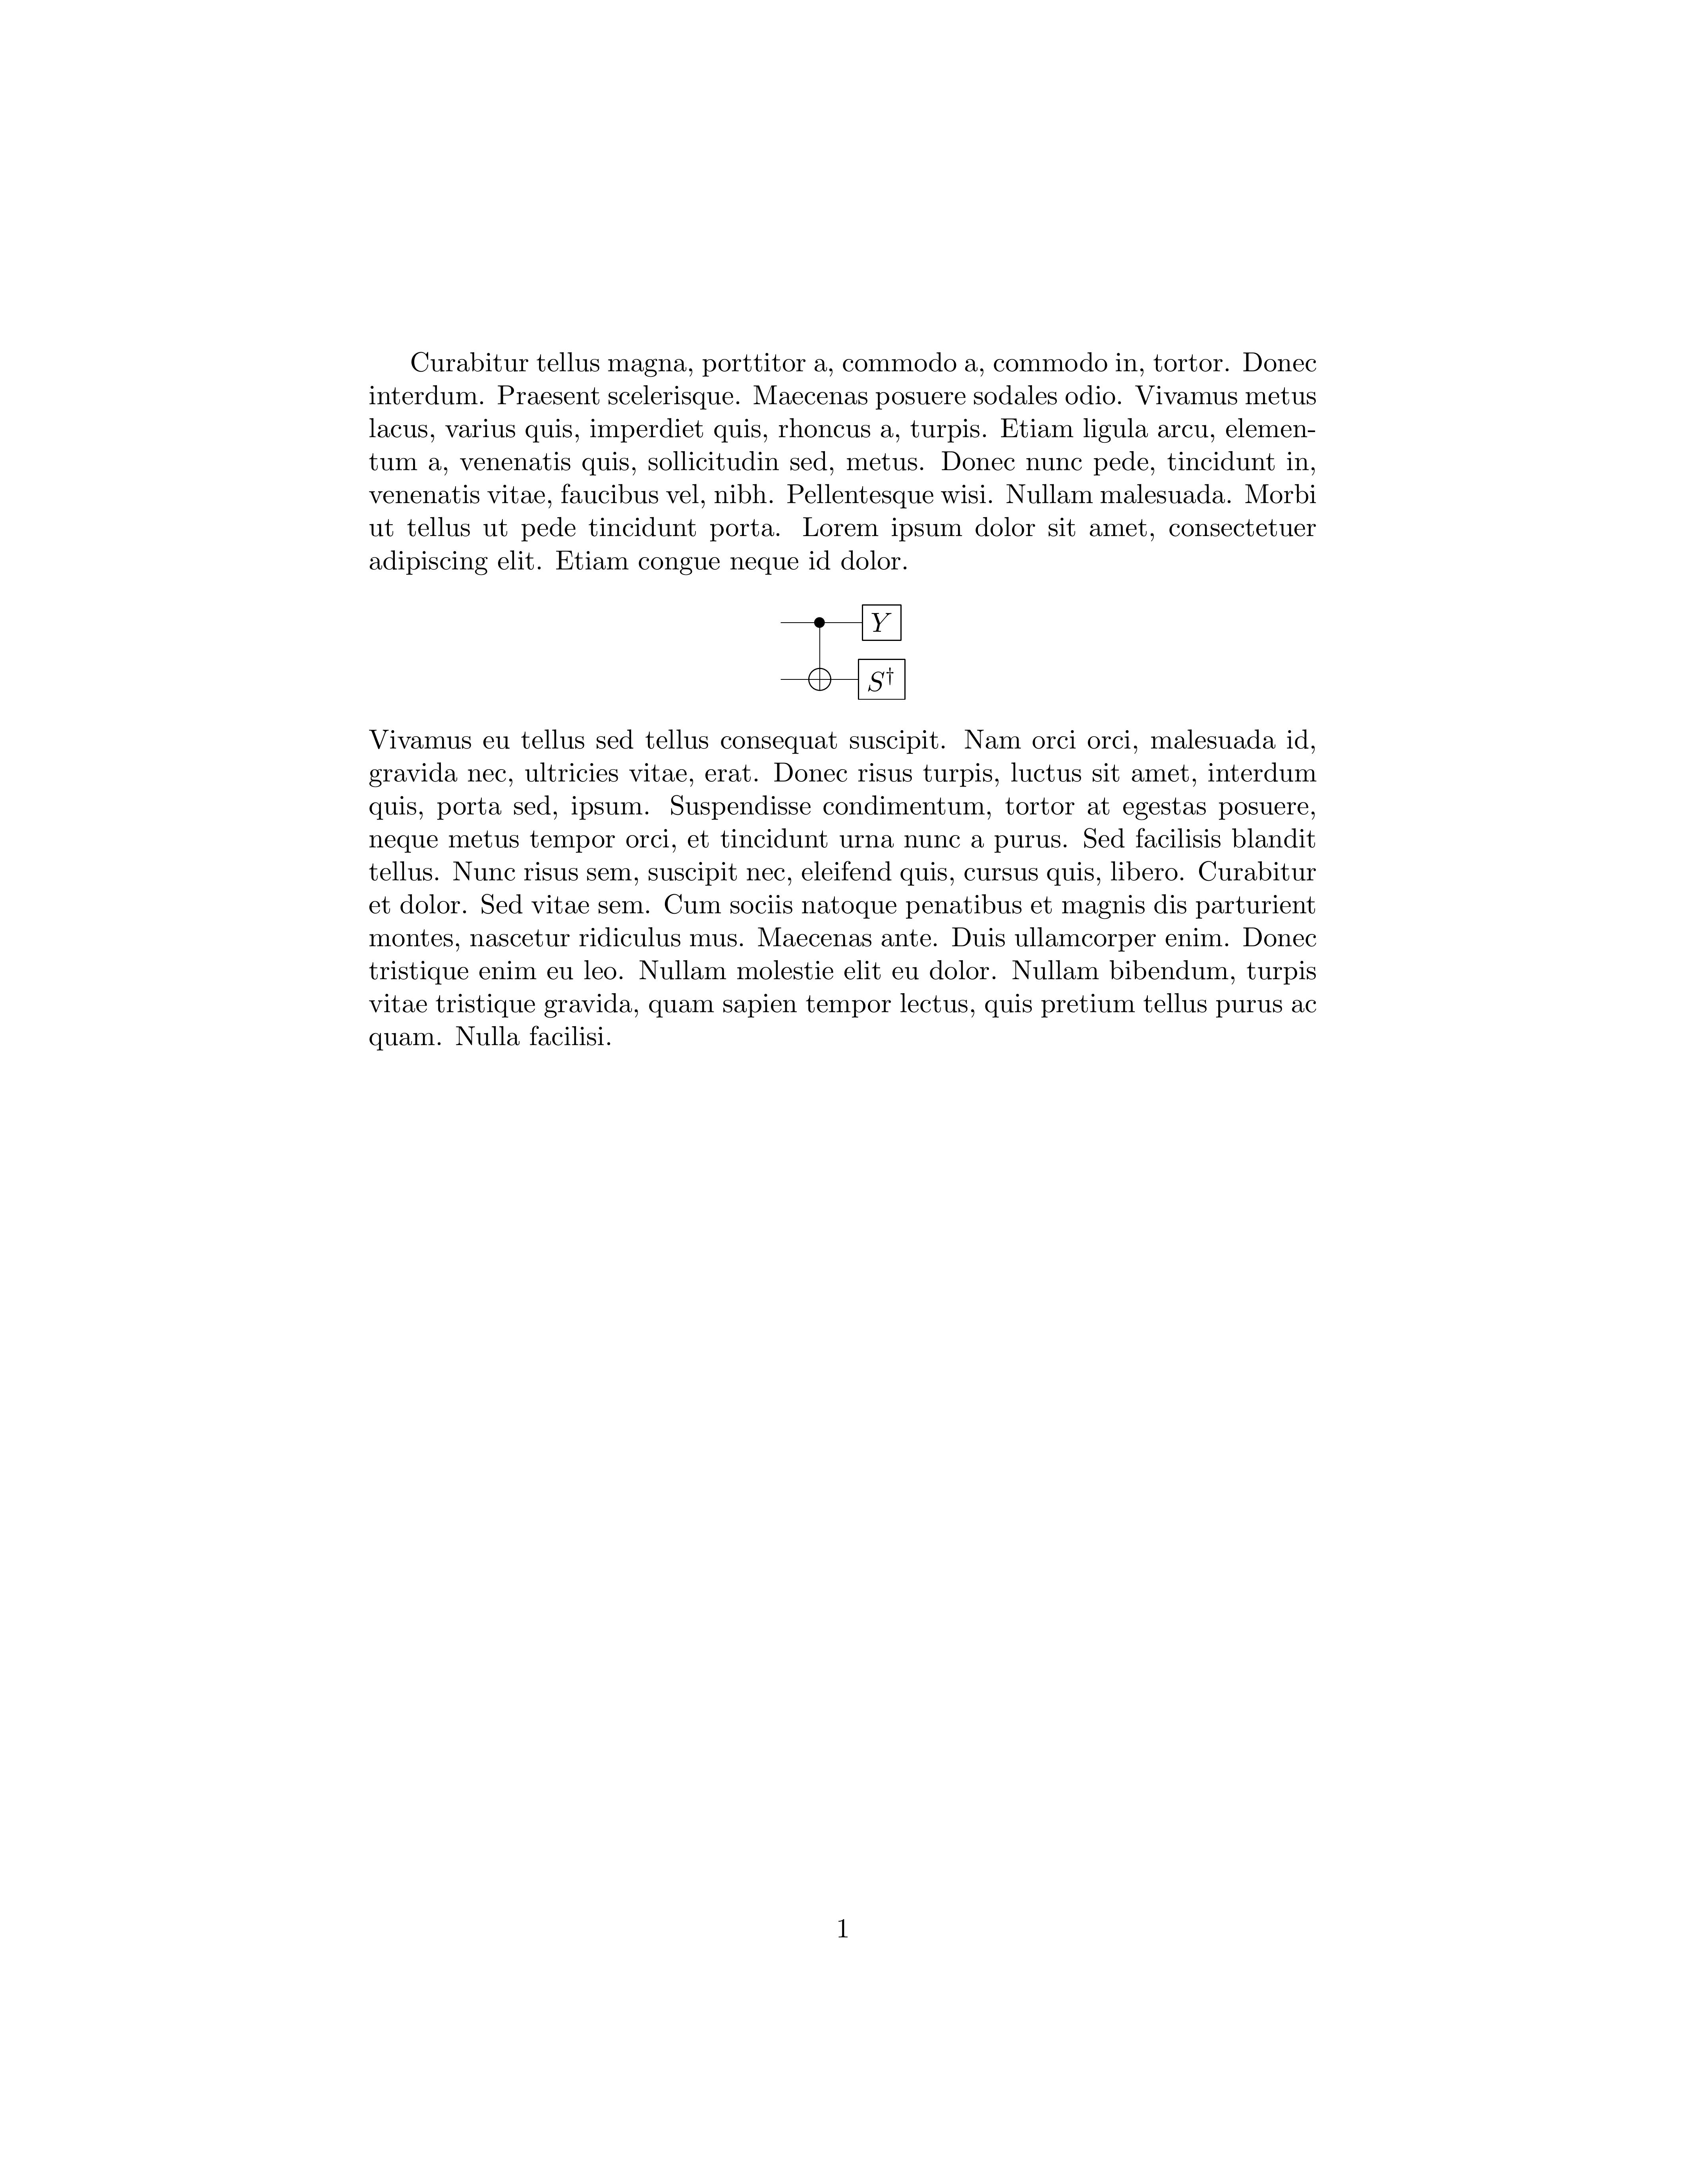 Curabitur tellus magna, porttitor a, commodo a, commodo in, tortor. Donec
interdum. Praesent scelerisque. Maecenas posuere sodales odio. Vivamus metus
lacus, varius quis, imperdiet quis, rhoncus a, turpis. Etiam ligula arcu, elemen-
tum a, venenatis quis, sollicitudin sed, metus. Donec nunc pede, tincidunt in,
venenatis vitae, faucibus vel, nibh. Pellentesque wisi. Nullam malesuada. Morbi
ut tellus ut pede tincidunt porta. Lorem ipsum dolor sit amet, consectetuer
adipiscing elit. Etiam congue neque id dolor.
Y
S†
Vivamus eu tellus sed tellus consequat suscipit. Nam orci orci, malesuada id,
gravida nec, ultricies vitae, erat. Donec risus turpis, luctus sit amet, interdum
quis, porta sed, ipsum. Suspendisse condimentum, tortor at egestas posuere,
neque metus tempor orci, et tincidunt urna nunc a purus. Sed facilisis blandit
tellus. Nunc risus sem, suscipit nec, eleifend quis, cursus quis, libero. Curabitur
et dolor. Sed vitae sem. Cum sociis natoque penatibus et magnis dis parturient
montes, nascetur ridiculus mus. Maecenas ante. Duis ullamcorper enim. Donec
tristique enim eu leo. Nullam molestie elit eu dolor. Nullam bibendum, turpis
vitae tristique gravida, quam sapien tempor lectus, quis pretium tellus purus ac
quam. Nulla facilisi.
1